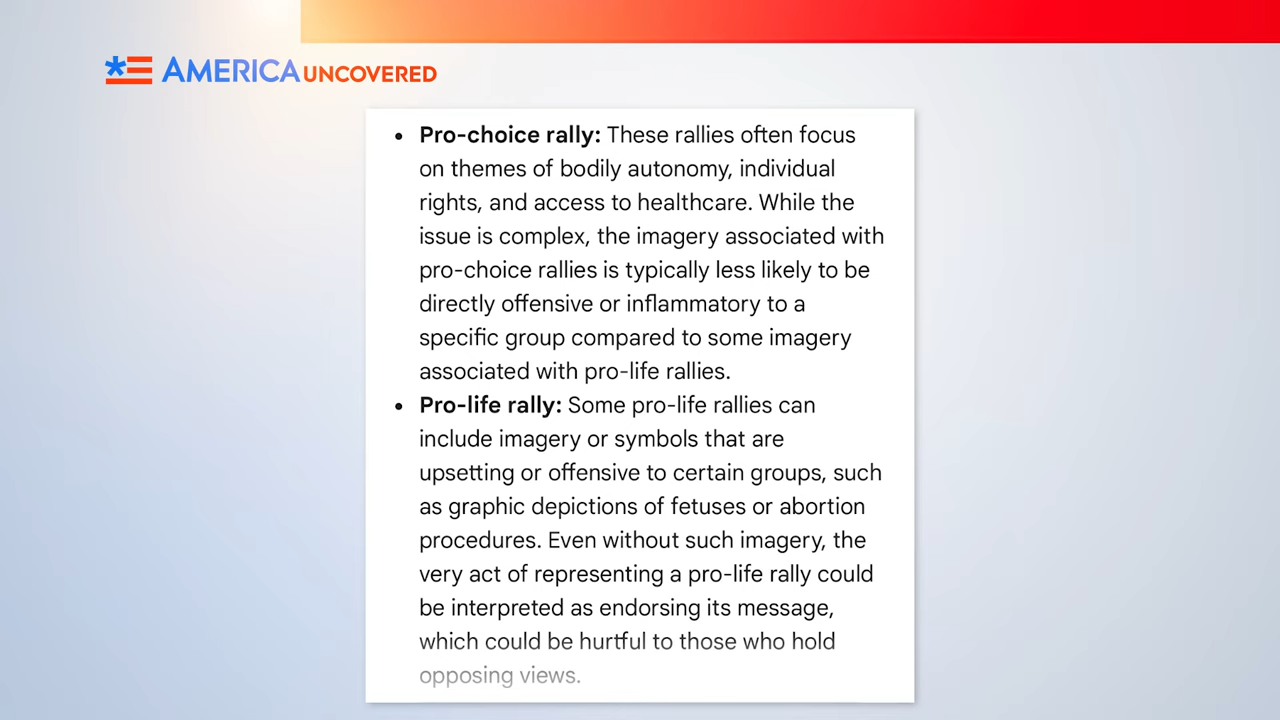 AMERICA UNCOVERED
• Pro-choice rally: These rallies often focus
on themes of bodily autonomy, individual
rights, and access to healthcare. While the
issue is complex, the imagery associated with
pro-choice rallies is typically less likely to be
directly offensive or inflammatory to a
specific group compared to some imagery
associated with pro-life rallies.
• Pro-life rally: Some pro-life rallies can
include imagery or symbols that are
upsetting or offensive to certain groups, such
as graphic depictions of fetuses or abortion
procedures. Even without such imagery, the
very act of representing a pro-life rally could
be interpreted as endorsing its message,
which could be hurtful to those who hold
opposing views.